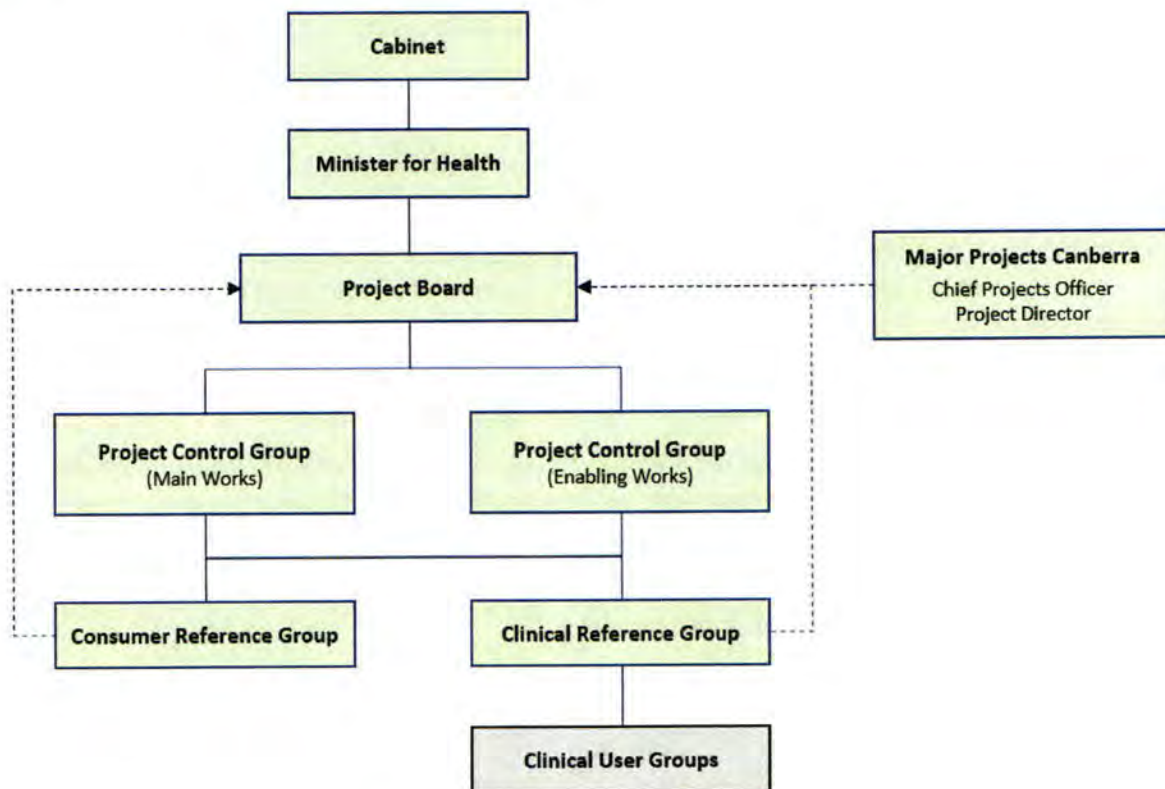 Cabinet
Minister for Health
Project Board
Major Projects Canberra
Chief Projects Officer
Project Director
Project Control Group
(Main Works)
Project Control Group
(Enabling Works)
Consumer Reference Group
Clinical Reference Group
Clinical User Groups